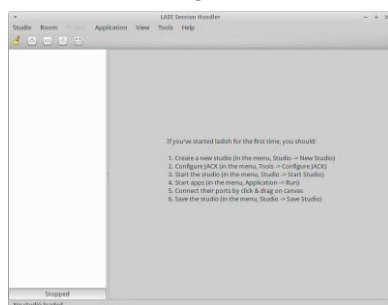 LADI Session Handler
Studio Room Project Application View Tools Help
If you've started ladish for the first time, you should:
1. Create a new studio (in the menu, Studio -> New Studio)
2. Configure JACK (in the menu, Tools -> Configure JACK)
3. Start the studio (in the menu, Studio -> Start Studio)
4. Start apps (in the menu, Application -> Run)
5. Connect their ports by click & drag on canvas
6. Save the studio (in the menu, Studio -> Save Studio)
Stopped
No studio loaded